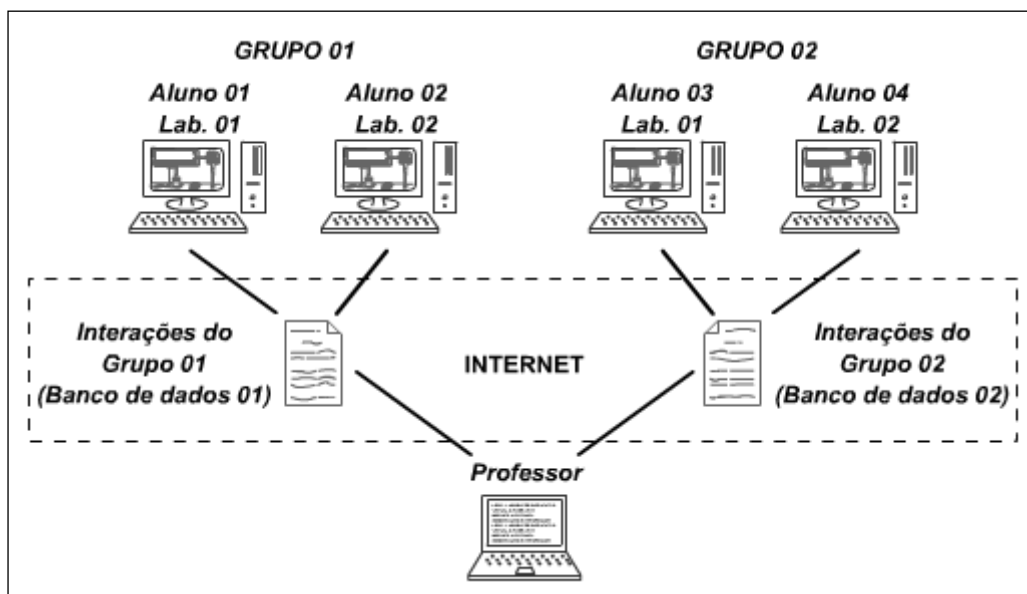 GRUPO 01
GRUPO 02
Aluno 01
Lab. 01
Aluno 02
Lab. 02
Aluno 03
Lab. 01
Aluno 04
Lab. 02
Interações do
Grupo 01
(Banco de dados 01)
INTERNET
Interações do
Grupo 02
(Banco de dados 02)
Professor